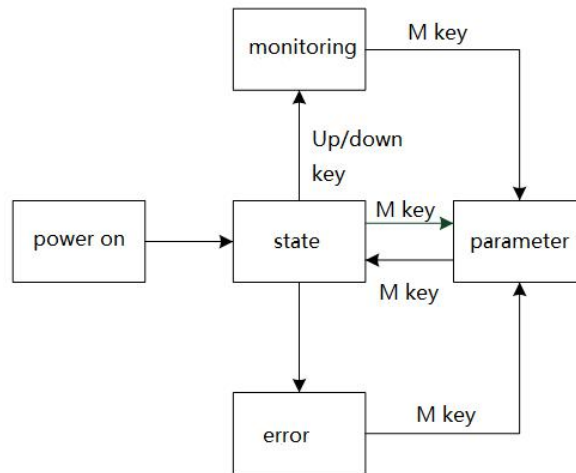 monitoring
M key
Up/down
key
power on
state
M key
parameter
M key
error
M key